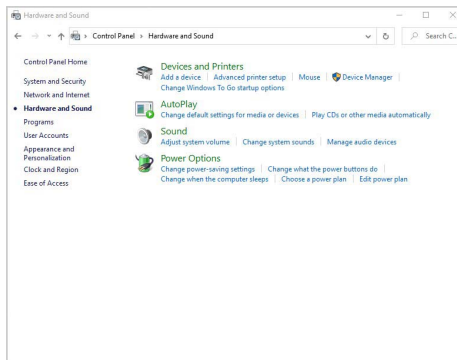 Hardware and Sound
Control Panel > Hardware and Sound
Search C...
Control Panel Home
System and Security
Network and Internet
Hardware and Sound
Programs
User Accounts
Appearance and
Personalization
Clock and Region
Ease of Access
Devices and Printers
Add a device | Advanced printer setup | Mouse | Device Manager |
Change Windows To Go startup options
AutoPlay
Change default settings for media or devices | Play CDs or other media automatically
Sound
Adjust system volume | Change system sounds | Manage audio devices
Power Options
Change power-saving settings | Change what the power buttons do |
Change when the computer sleeps | Choose a power plan | Edit power plan